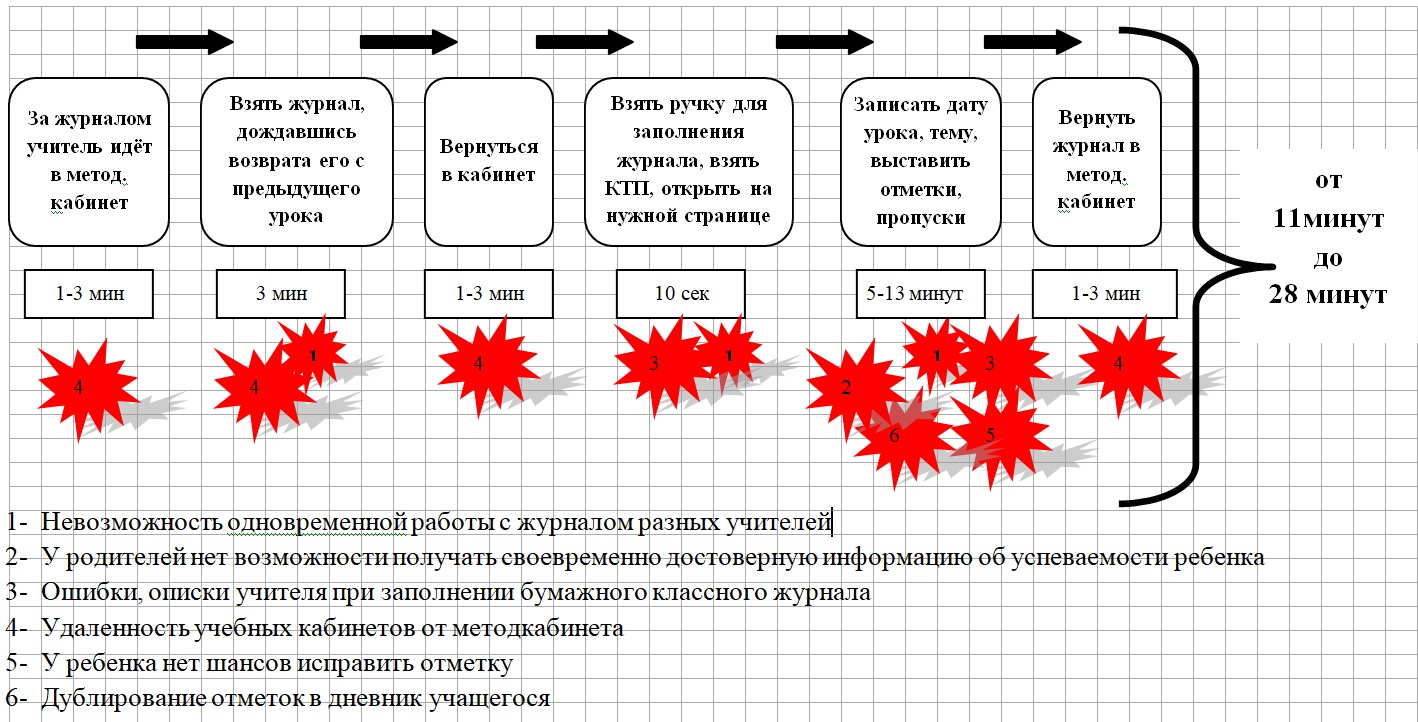 За журналом
учитель идёт
в метод.
кабинет
Взять журнал,
дождавшись
возврата его с
предыдущего
урока
Вернуться
в кабинет
Взять ручку для
заполнения
журнала, взять
КТП, открыть на
нужной странице
Записать дату
урока, тему,
выставить
отметки,
пропуски
Вернуть
журнал в
метод.
кабинет
от
11минут
до
28 минут
1-3 мин
3 мин
1-3 мин
10 сек
5-13 минут
1-3 мин
4
4
1
4
3
1
2
1
3
6
5
4
1- Невозможность одновременной работы с журналом разных учителей
2- У родителей нет возможности получать своевременно достоверную информацию об успеваемости ребенка
3- Ошибки, описки учителя при заполнении бумажного классного журнала
4- Удаленность учебных кабинетов от методкабинета
5- У ребенка нет шансов исправить отметку
6- Дублирование отметок в дневник учащегося